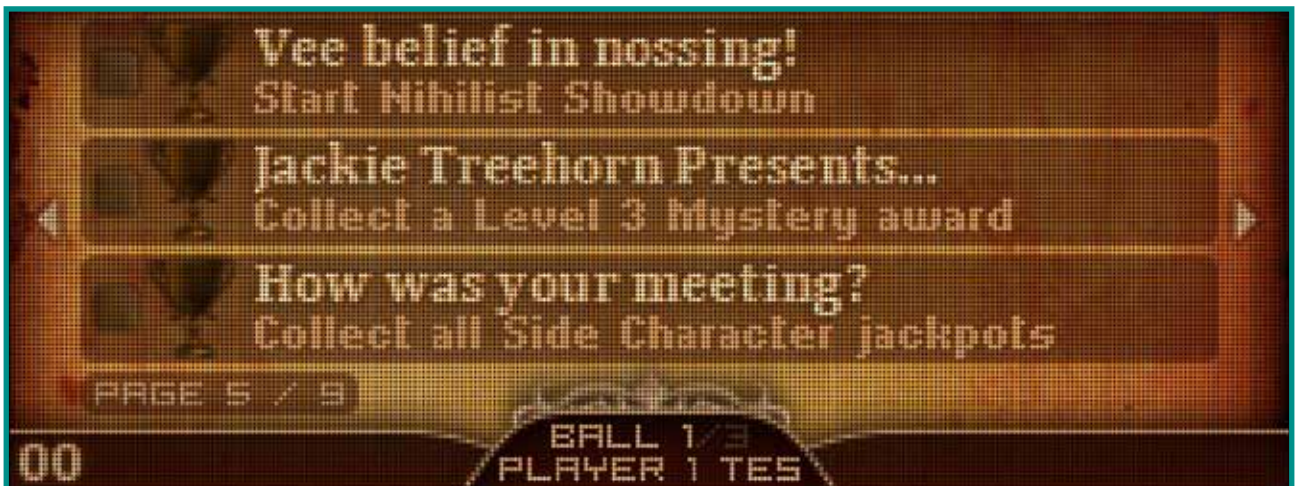 Vee belief in nossing!
Start Nihilist Showdown
Jackie Treehorn Presents...
Collect a Level 3 Mystery award
How was your meeting?
Collect all Side Character jackpots
PAGE 5 / 9
BALL 1/3
00
PLAYER 1 TES